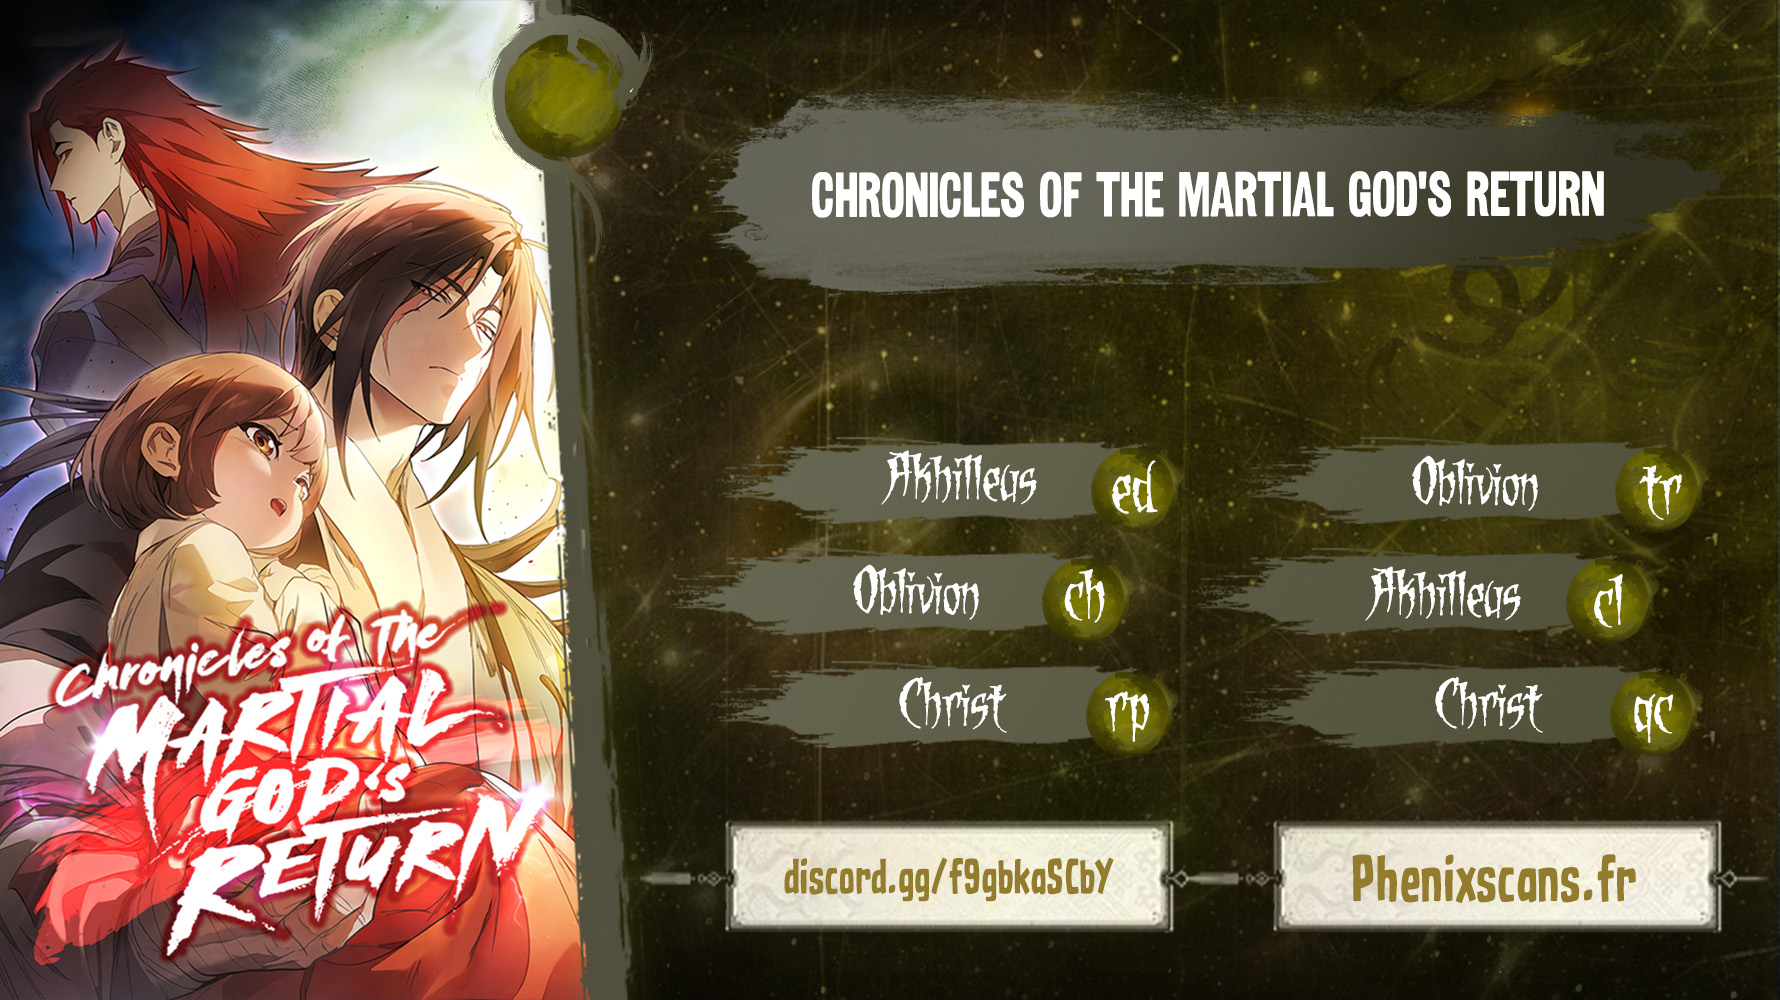 Chronicles of The
MARTIAL
GOD's
RETURN
CHRONICLES OF THE MARTIAL GOD'S RETURN
Akhilleus ed
Oblivion tr
Oblivion ch
Akhilleus cl
Christ rp
Christ qc
discord.gg/f9gbkaSCbY
Phenixscans.fr